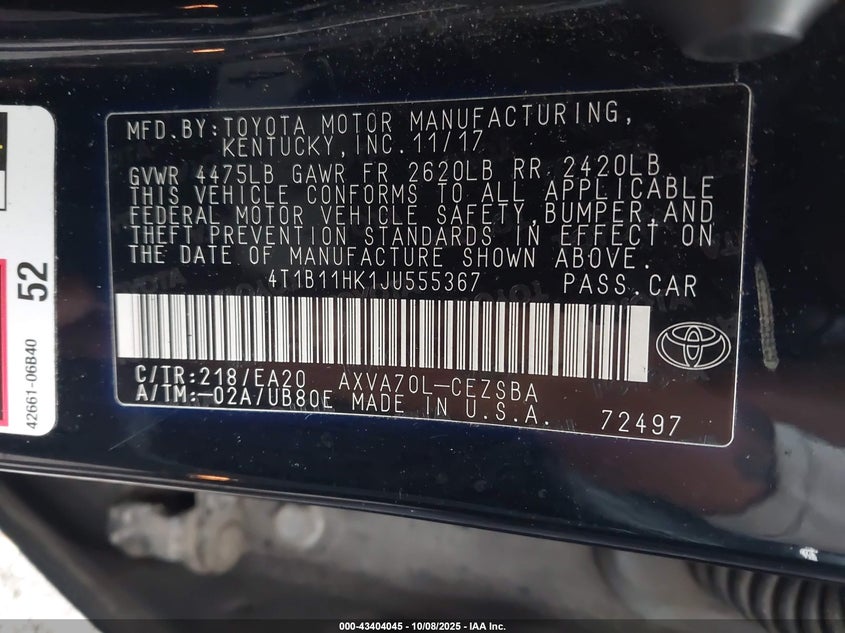 MFD.BY:TOYOTA MOTOR MANUFACTURING,
KENTUCKY,INC.11/17
GVWR 4475LB GAWR FR 2620LB RR 2420LB
THIS VEHICLE CONFORMS TO ALL APPLICABLE
FEDERAL MOTOR VEHICLE SAFETY,BUMPER,AND
THEFT PREVENTION STANDARDS IN EFFECT ON
THE DATE OF MANUFACTURE SHOWN ABOVE.
4T1B11HK1JU555367 PASS.CAR
C/TR:218/EA20 AXVA70L-CEZSBA
A/TM:-02A/UB80E MADE IN U.S.A. 72497
52
42661-06B40
000-43404045 - 10/08/2025 - IAA Inc.